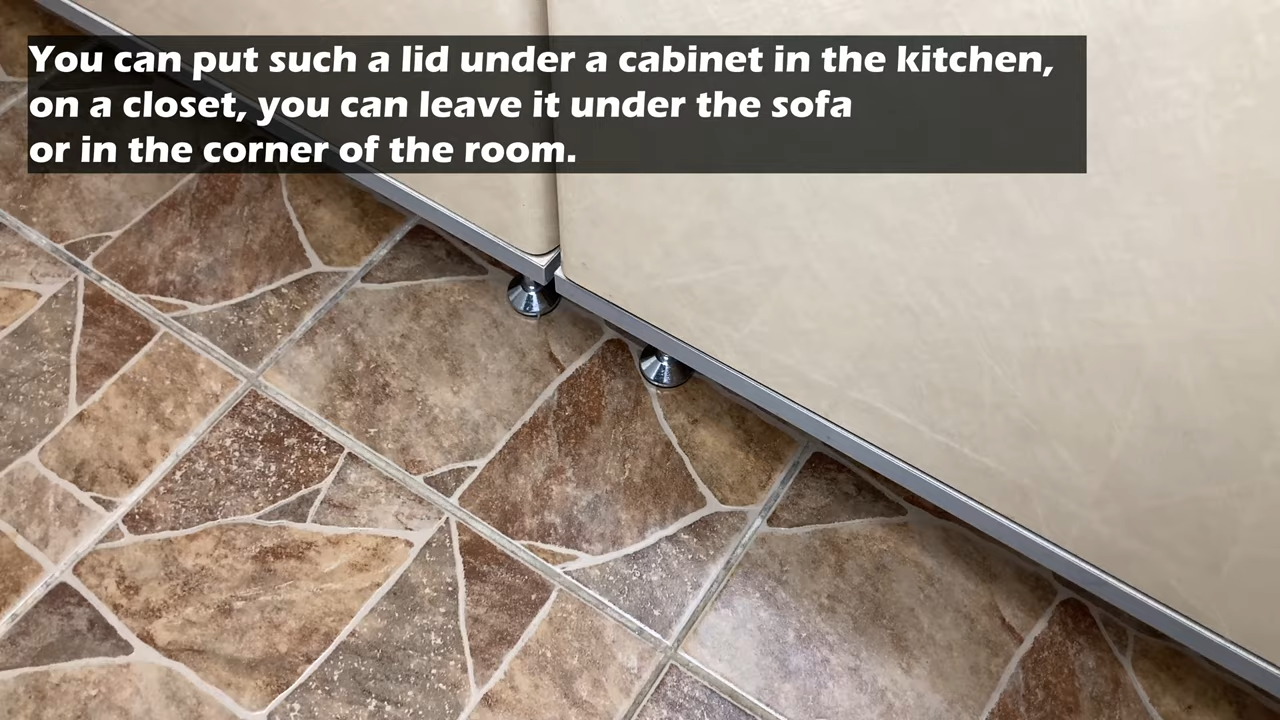 You can put such a lid under a cabinet in the kitchen,
on a closet, you can leave it under the sofa
or in the corner of the room.